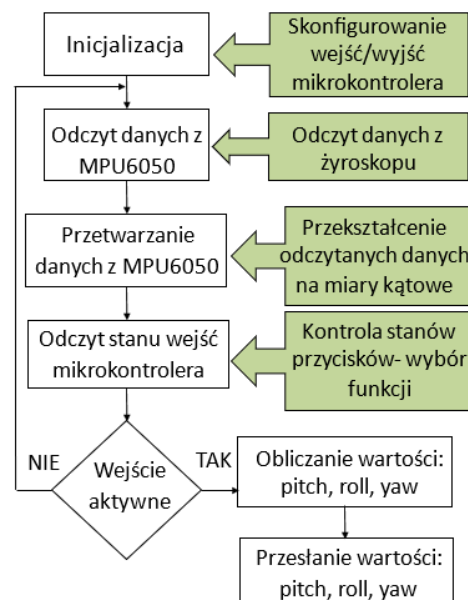 Inicjalizacja
Skonfigurowanie
wejść/wyjść
mikrokontrolera
Odczyt danych z
MPU6050
Odczyt danych z
żyroskopu
Przetwarzanie
danych z MPU6050
Przekształcenie
odczytanych danych
na miary kątowe
Odczyt stanu wejść
mikrokontrolera
Kontrola stanów
przycisków- wybór
funkcji
NIE
Wejście
aktywne
TAK
Obliczanie wartości:
pitch, roll, yaw
Przesłanie wartości:
pitch, roll, yaw